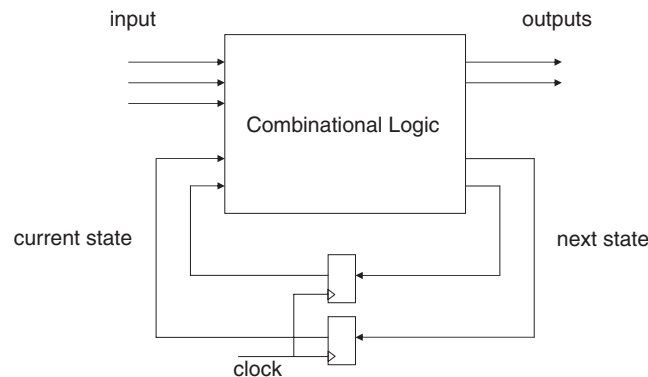 input
outputs
Combinational Logic
current state
next state
clock